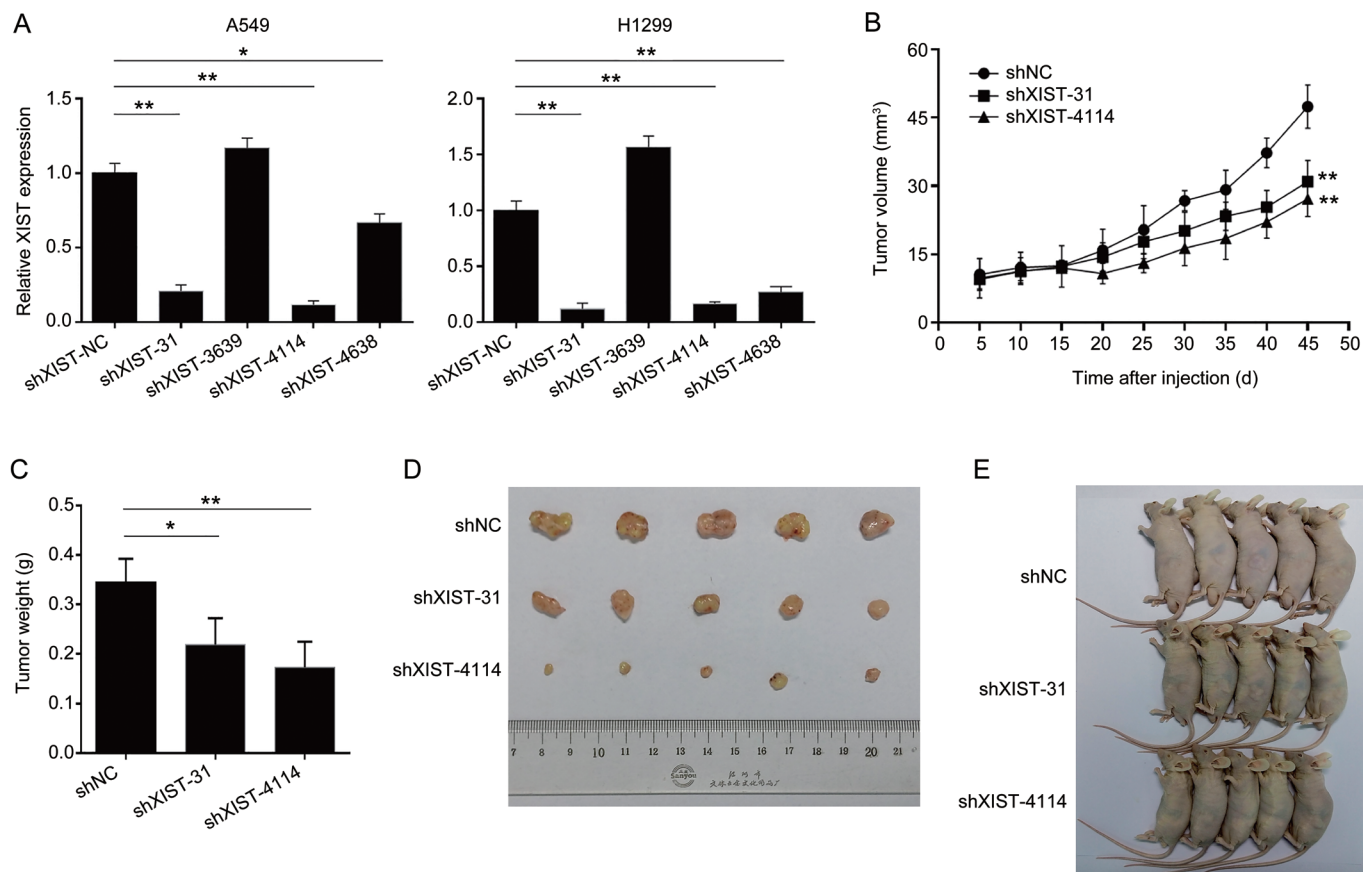 A
A549
H1299
*
**
**
**
**
**
Relative XIST expression
1.5
1.0
0.5
0.0
2.0
1.5
1.0
0.5
0.0
shXIST-NC
shXIST-31
shXIST-3639
shXIST-4114
shXIST-4638
shXIST-NC
shXIST-31
shXIST-3639
shXIST-4114
shXIST-4638
B
Tumor volume (mm³)
60
45
30
15
0
shNC
shXIST-31
shXIST-4114
**
**
0 5 10 15 20 25 30 35 40 45 50
Time after injection (d)
C
Tumor weight (g)
0.5
0.4
0.3
0.2
0.1
0.0
**
*
shNC
shXIST-31
shXIST-4114
D
shNC
shXIST-31
shXIST-4114
7 8 9 10 11 12 13 14 15 16 17 18 19 20 21
Sanyou
E
shNC
shXIST-31
shXIST-4114